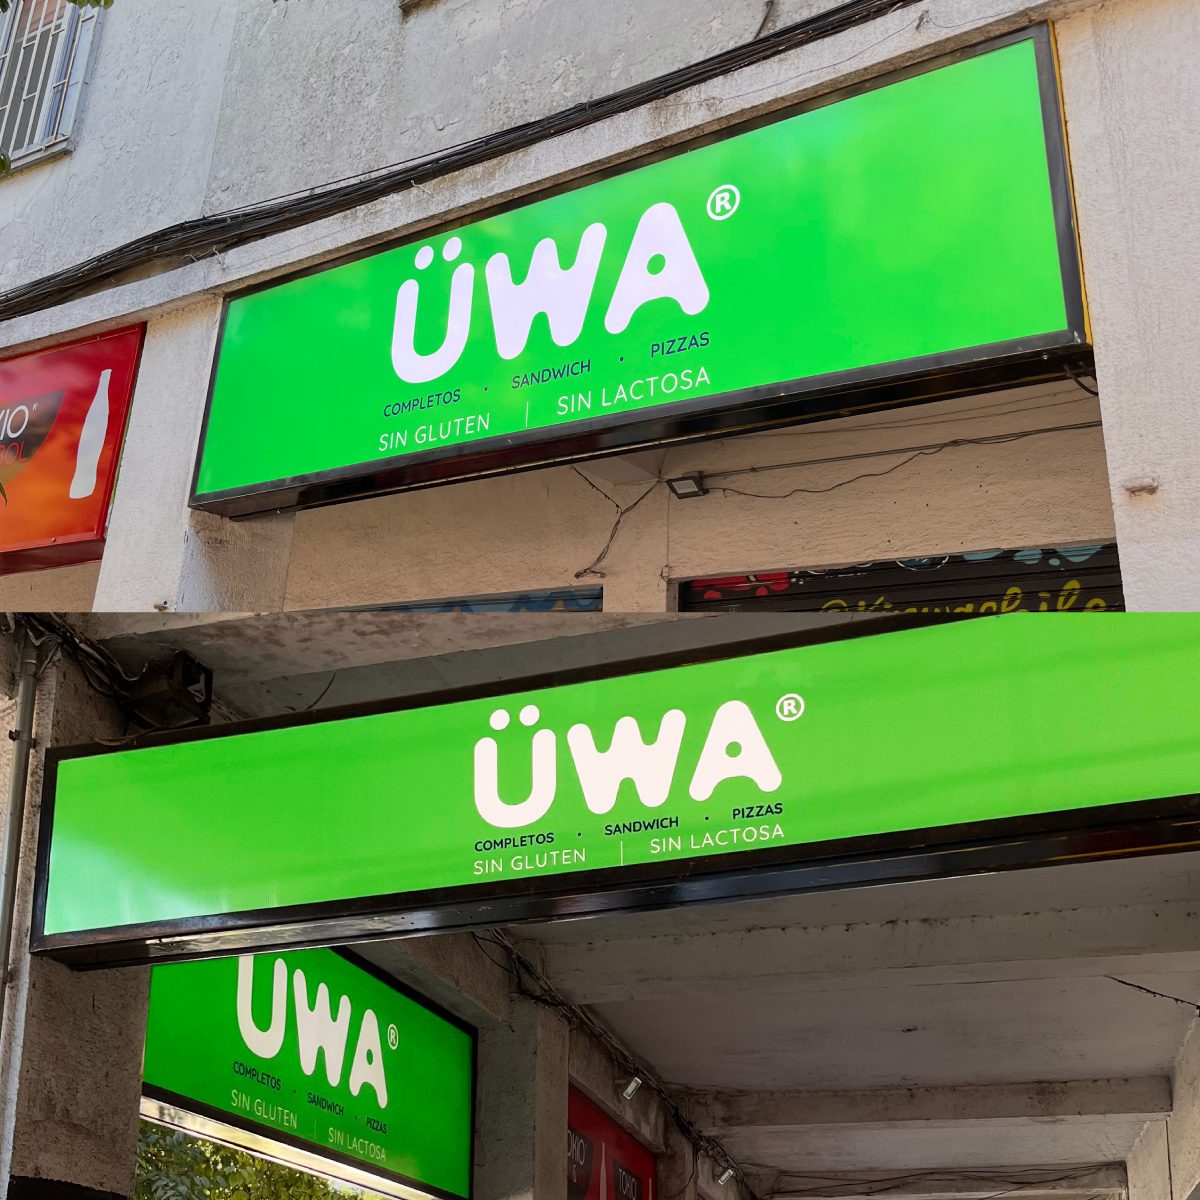 ÜWA®
COMPLETOS · SANDWICH · PIZZAS
SIN GLUTEN | SIN LACTOSA
ÜWA®
COMPLETOS · SANDWICH · PIZZAS
SIN GLUTEN | SIN LACTOSA
ÜWA®
COMPLETOS · SANDWICH · PIZZAS
SIN GLUTEN | SIN LACTOSA
TOKIO